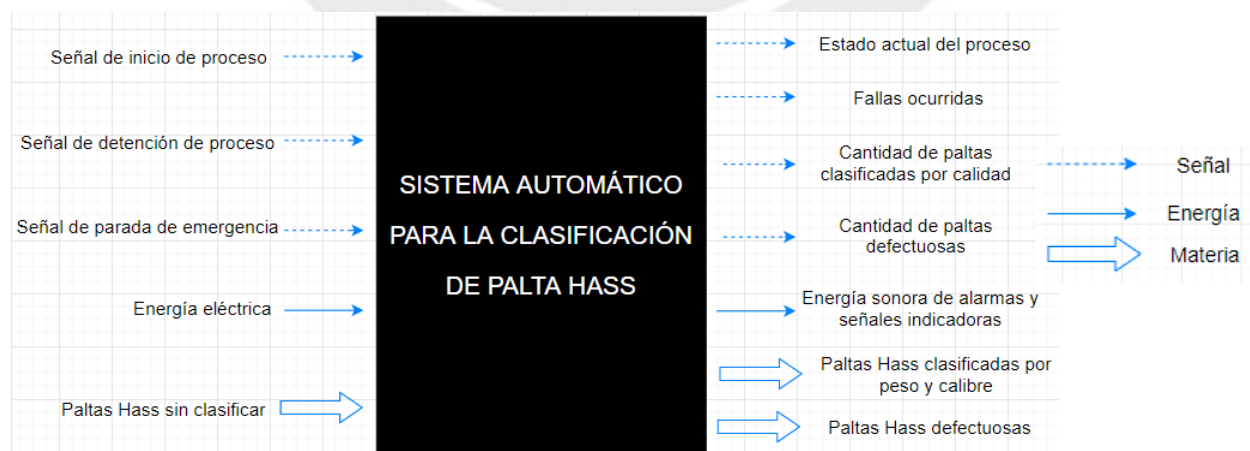 Señal de inicio de proceso
Señal de detención de proceso
Señal de parada de emergencia
Energía eléctrica
Paltas Hass sin clasificar
SISTEMA AUTOMÁTICO
PARA LA CLASIFICACIÓN
DE PALTA HASS
Estado actual del proceso
Fallas ocurridas
Cantidad de paltas
clasificadas por calidad
Cantidad de paltas
defectuosas
Energía sonora de alarmas y
señales indicadoras
Paltas Hass clasificadas por
peso y calibre
Paltas Hass defectuosas
Señal
Energía
Materia